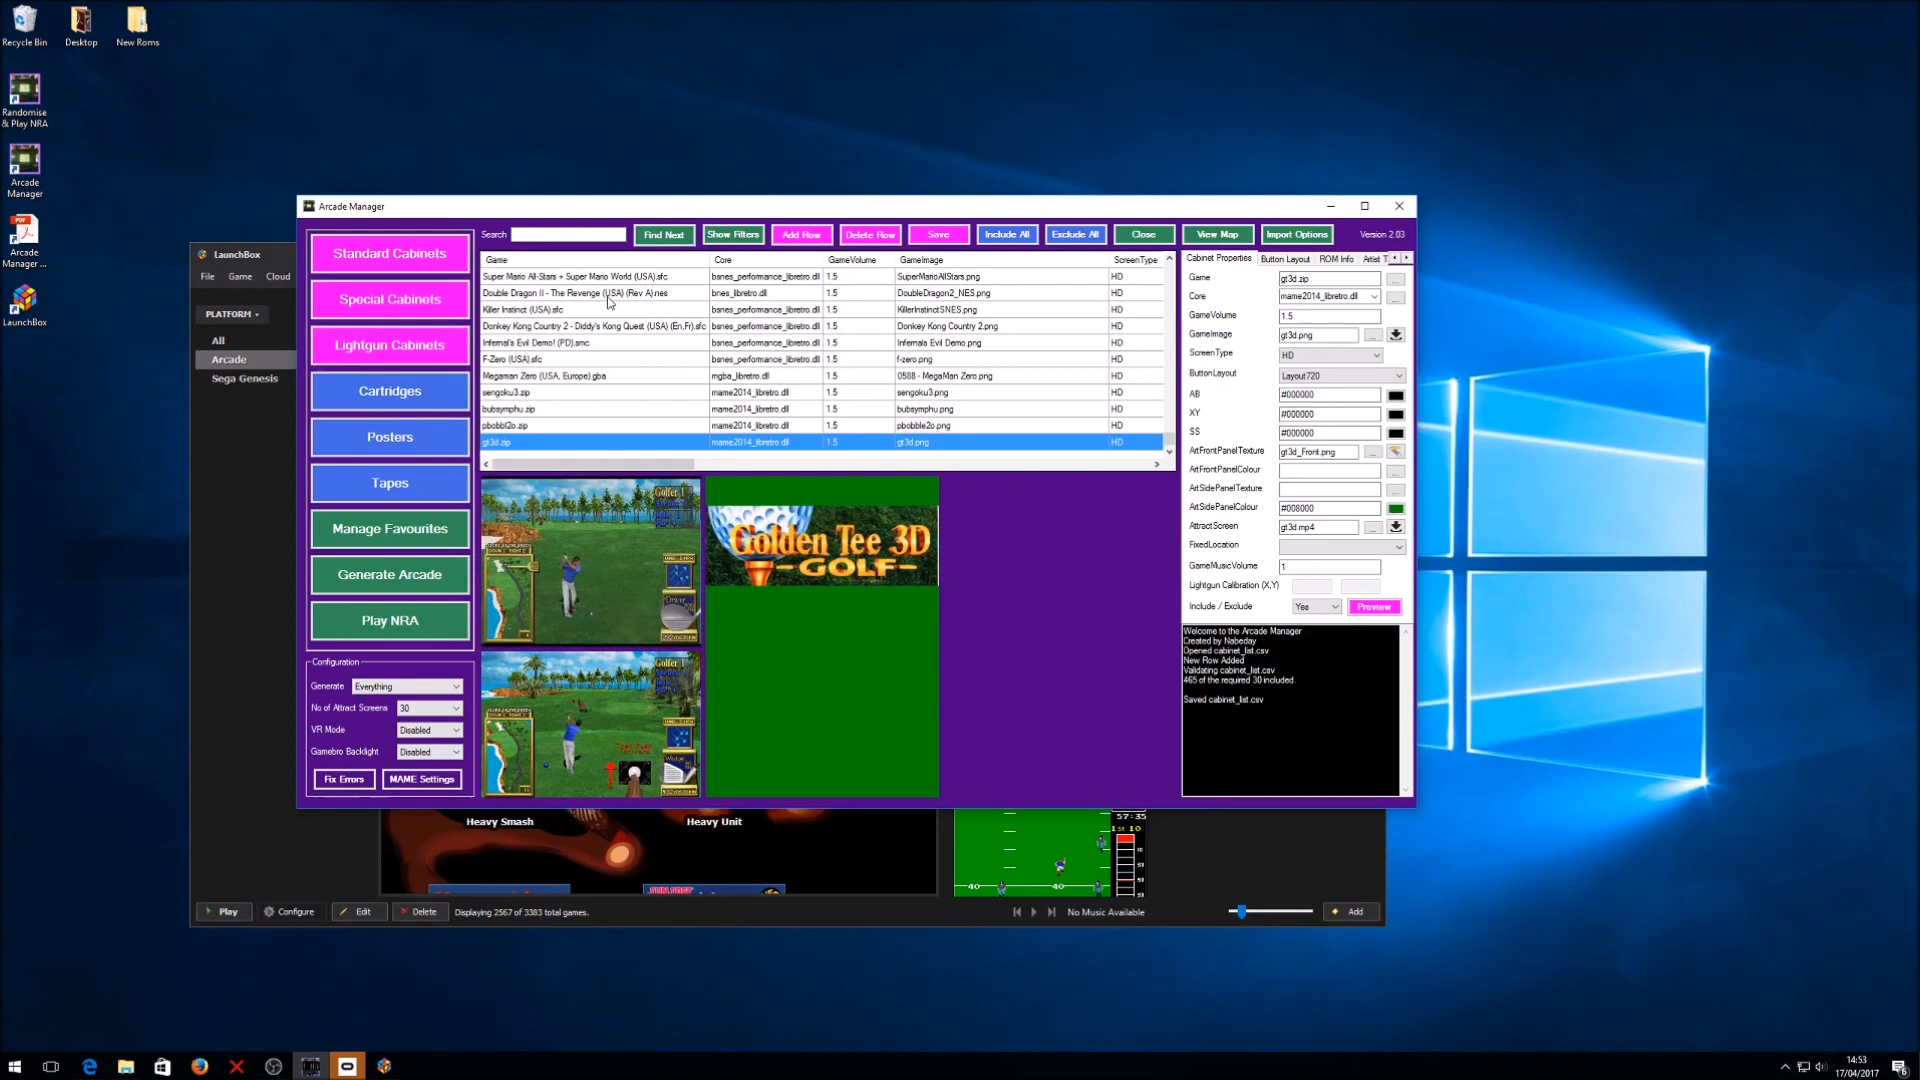 Recycle Bin
Desktop
New Roms
Randomise
& Play NRA
Arcade
Manager
PDF
Arcade
Manager ...
LaunchBox
Arcade Manager
Standard Cabinets
Special Cabinets
Lightgun Cabinets
Cartridges
Posters
Tapes
Manage Favourites
Generate Arcade
Play NRA
Configuration
Generate Everything
No of Attract Screens 30
VR Mode Disabled
Gamebro Backlight Disabled
Fix Errors MAME Settings
Search Find Next Show Filters Add Row Delete Row Save Include All Exclude All Close View Map Import Options Version 2.03
Game Core GameVolume GameImage ScreenType
Super Mario All-Stars + Super Mario World (USA).sfc bsnes_performance_libretro.dll 1.5 SuperMarioAllStars.png HD
Double Dragon II - The Revenge (USA) (Rev A).nes bnes_libretro.dll 1.5 DoubleDragon2_NES.png HD
Killer Instinct (USA).sfc bsnes_performance_libretro.dll 1.5 KillerInstinctSNES.png HD
Donkey Kong Country 2 - Diddy's Kong Quest (USA) (En,Fr).sfc bsnes_performance_libretro.dll 1.5 Donkey Kong Country 2.png HD
Infernal's Evil Demo! (PD).smc bsnes_performance_libretro.dll 1.5 Infernals Evil Demo.png HD
F-Zero (USA).sfc bsnes_performance_libretro.dll 1.5 f-zero.png HD
Megaman Zero (USA, Europe).gba mgba_libretro.dll 1.5 0588 - MegaMan Zero.png HD
sengoku3.zip mame2014_libretro.dll 1.5 sengoku3.png HD
bubsymphu.zip mame2014_libretro.dll 1.5 bubsymphu.png HD
pbobbl2o.zip mame2014_libretro.dll 1.5 pbobble2o.png HD
gt3d.zip mame2014_libretro.dll 1.5 gt3d.png HD
Golfer 1
Golden Tee 3D
-GOLF-
Golfer 1
Cabinet Properties Button Layout ROM Info Artist T
Game gt3d.zip ...
Core mame2014_libretro.dll ...
GameVolume 1.5
GameImage gt3d.png ...
ScreenType HD
ButtonLayout Layout720
AB #000000
XY #000000
SS #000000
ArtFrontPanelTexture gt3d_Front.png ...
ArtFrontPanelColour ...
ArtSidePanelTexture ...
ArtSidePanelColour #008000
AttractScreen gt3d.mp4 ...
FixedLocation
GameMusicVolume 1
Lightgun Calibration (X,Y)
Include / Exclude Yes Preview
Welcome to the Arcade Manager
Created by Nabeday
Opened cabinet_list.csv
New Row Added
Validating cabinet_list.csv
465 of the required 30 included.
Saved cabinet_list.csv
LaunchBox
File Game Cloud
PLATFORM
All
Arcade
Sega Genesis
Heavy Smash Heavy Unit
57:35
1st 10
40 40
Play Configure Edit Delete Displaying 2567 of 3383 total games. No Music Available Add
14:53
17/04/2017
6